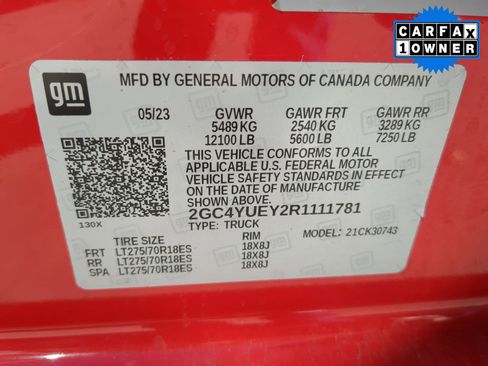 CARFAX
1 OWNER
gm
MFD BY GENERAL MOTORS OF CANADA COMPANY
05/23 GVWR GAWR FRT GAWR RR
5489 KG 2540 KG 3289 KG
12100 LB 5600 LB 7250 LB
THIS VEHICLE CONFORMS TO ALL
APPLICABLE U.S. FEDERAL MOTOR
VEHICLE SAFETY STANDARDS IN EFFECT
ON THE DATE OF MANUFACTURE
SHOWN ABOVE.
2GC4YUEY2R1111781
130X
TYPE: TRUCK MODEL: 21CK30743
TIRE SIZE RIM
FRT LT275/70R18ES 18X8J
RR LT275/70R18ES 18X8J
SPA LT275/70R18ES 18X8J